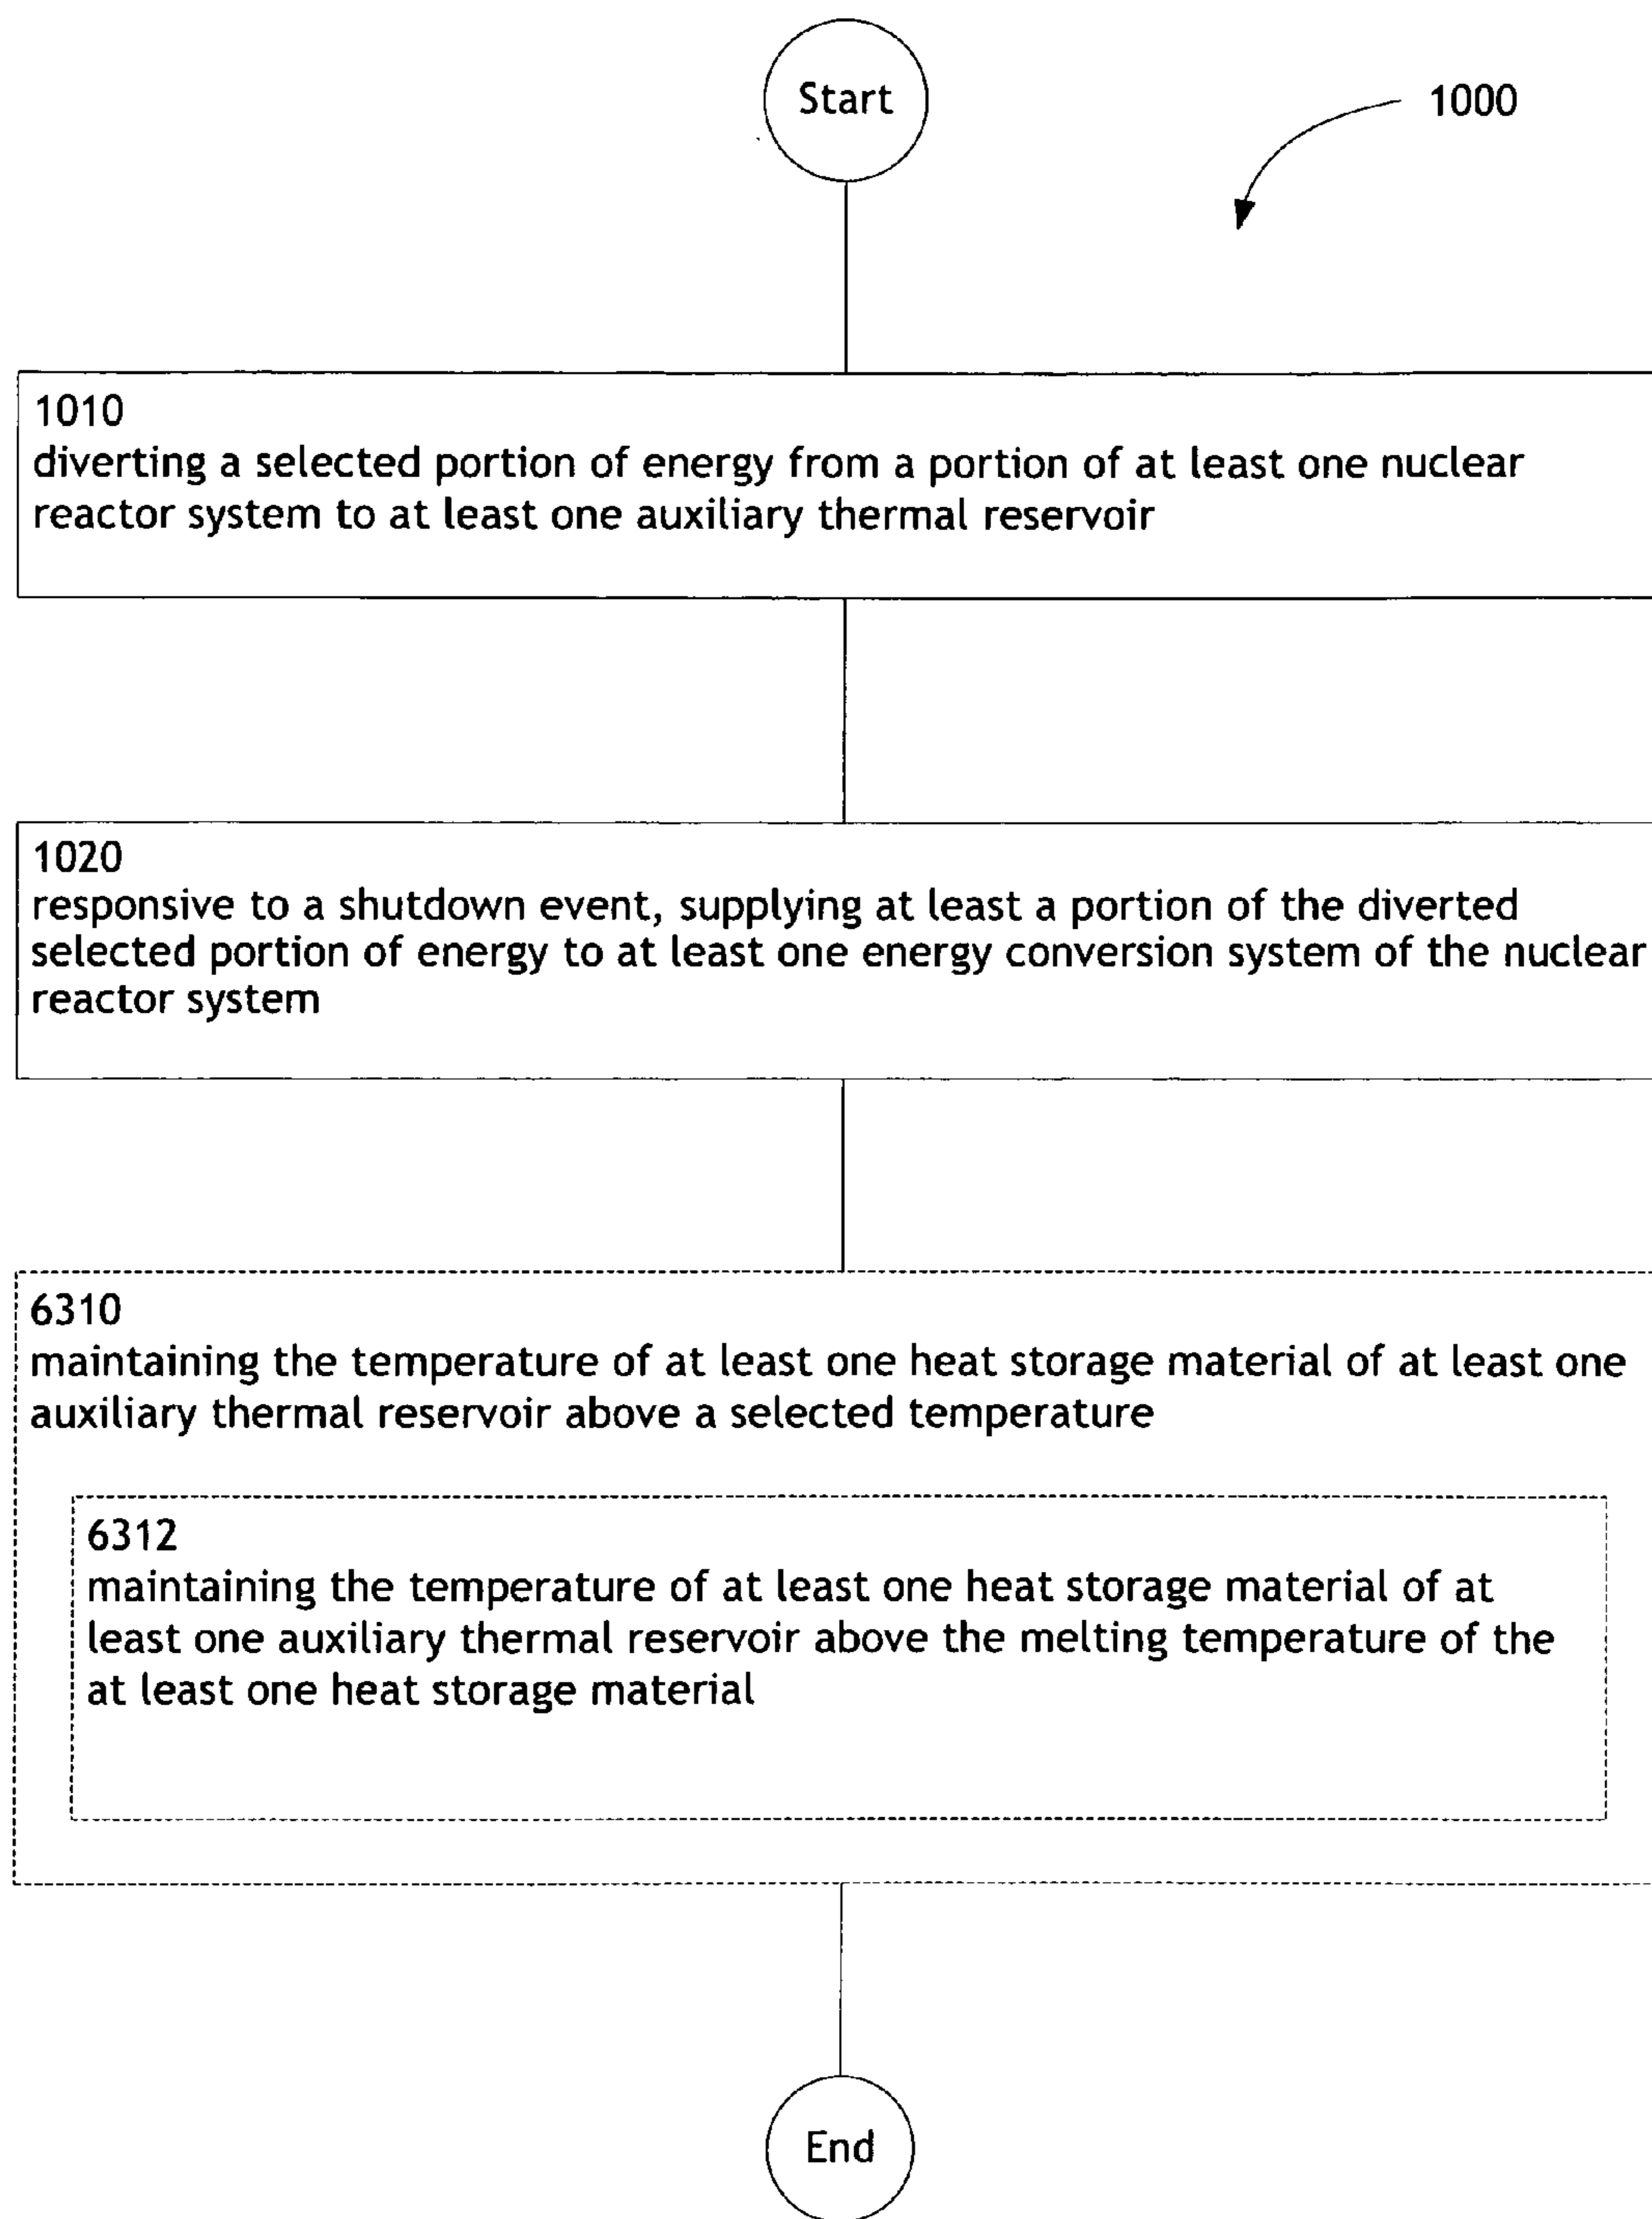 Start
1000
1010
diverting a selected portion of energy from a portion of at least one nuclear
reactor system to at least one auxiliary thermal reservoir
1020
responsive to a shutdown event, supplying at least a portion of the diverted
selected portion of energy to at least one energy conversion system of the nuclear
reactor system
6310
maintaining the temperature of at least one heat storage material of at least one
auxiliary thermal reservoir above a selected temperature
6312
maintaining the temperature of at least one heat storage material of at
least one auxiliary thermal reservoir above the melting temperature of the
at least one heat storage material
End